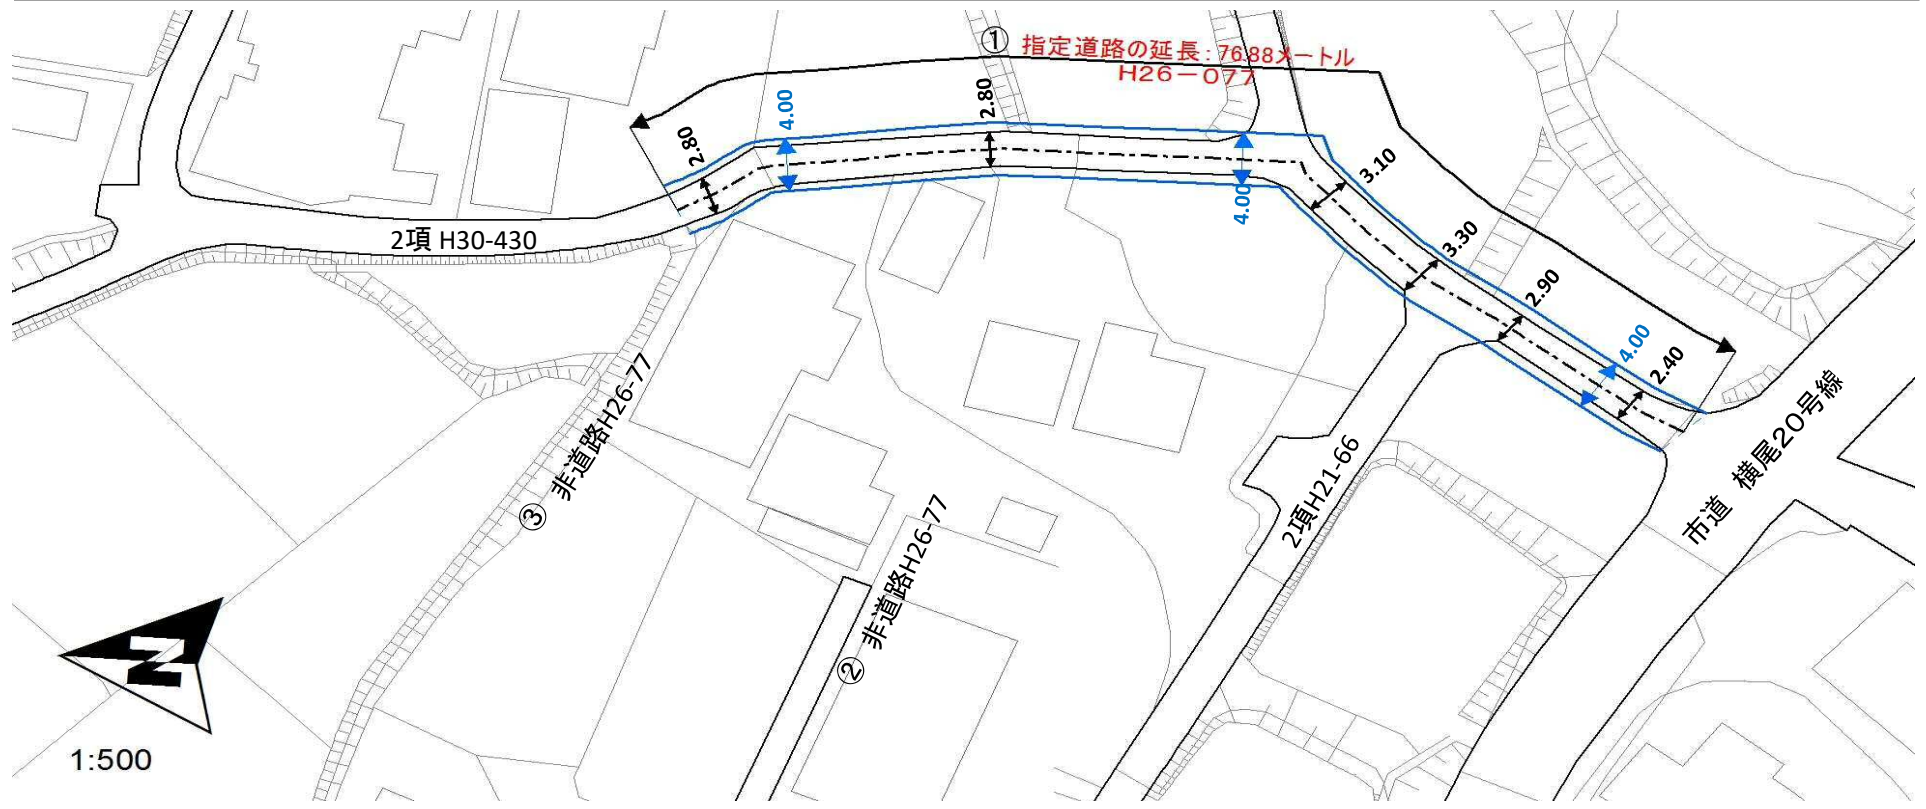 ①
指定道路の延長：76.88メートル
H26－077
2.80
4.00
2.80
4.00
3.10
3.30
2.90
4.00
2.40
2項 H30-430
③ 非道路H26-77
② 非道路H26-77
2項H21-66
市道 横尾20号線
N
1:500